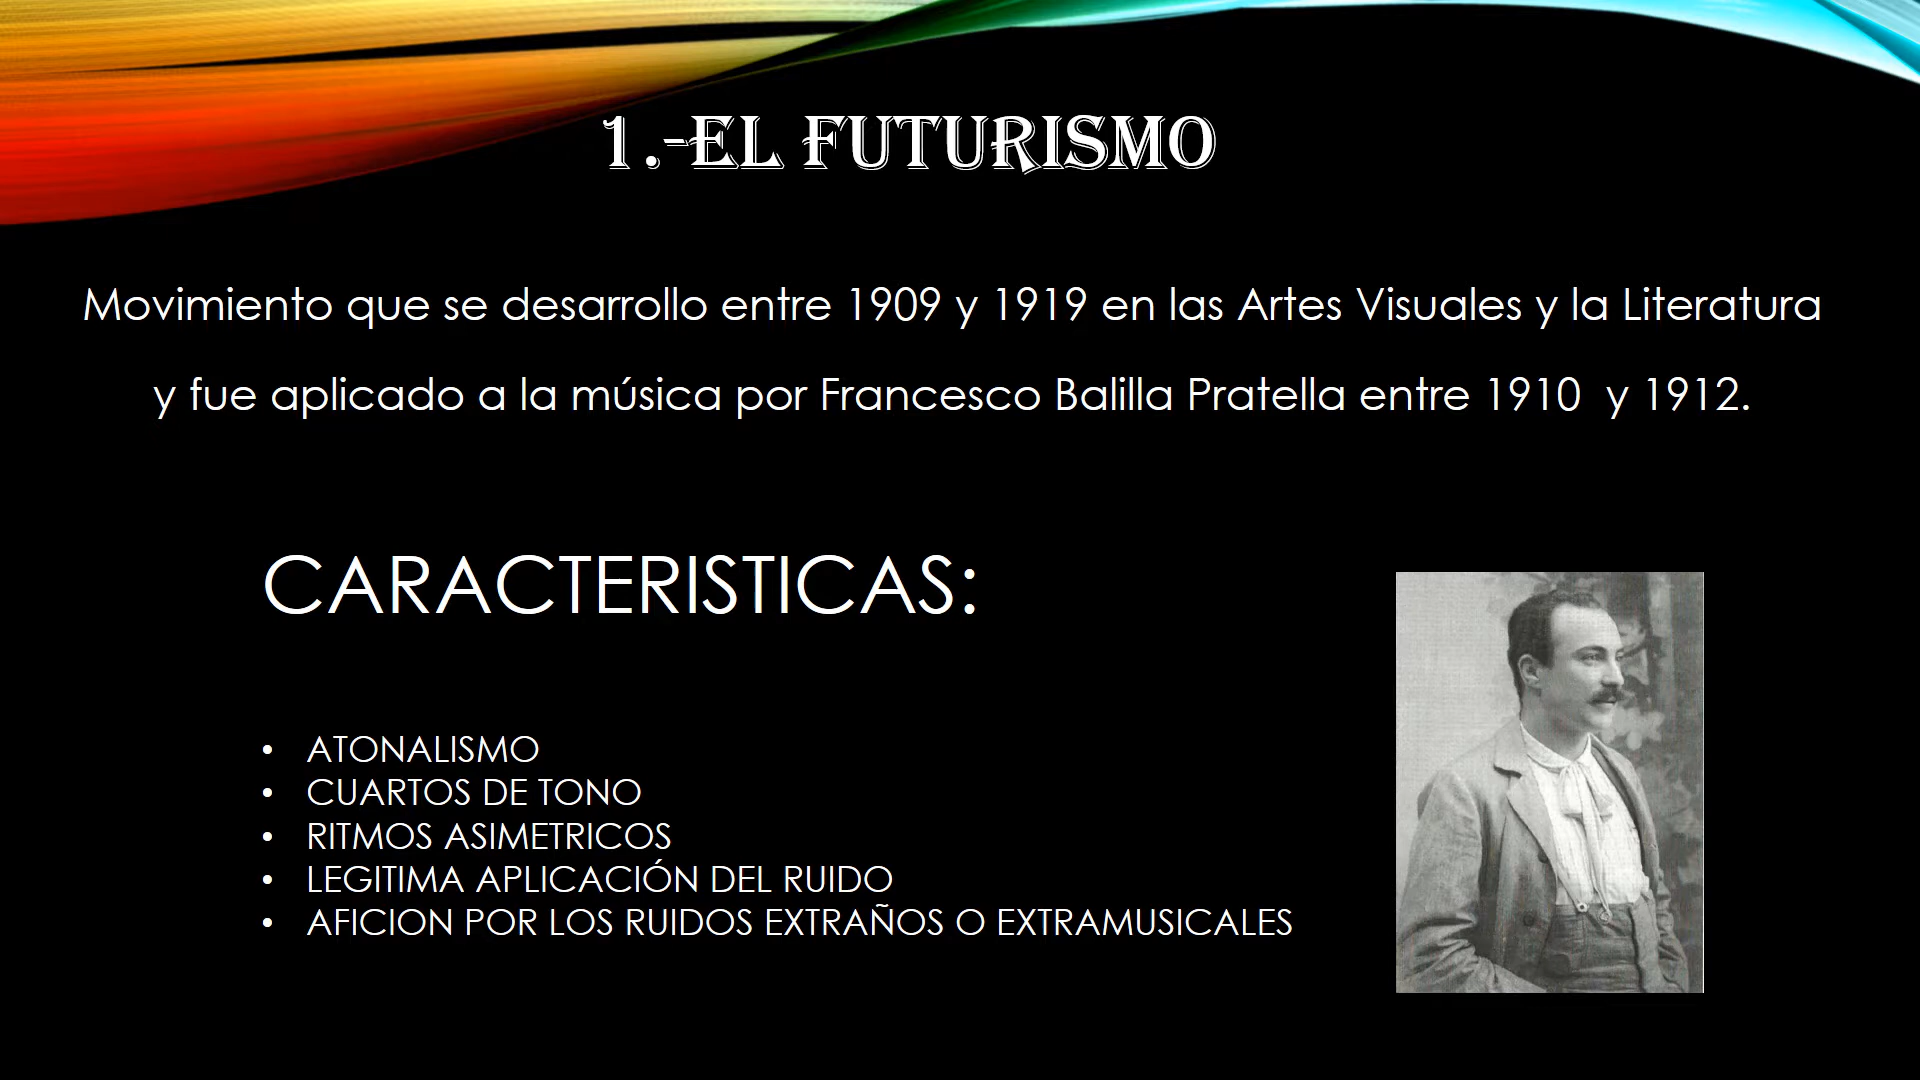 1.-EL FUTURISMO
Movimiento que se desarrollo entre 1909 y 1919 en las Artes Visuales y la Literatura
y fue aplicado a la música por Francesco Balilla Pratella entre 1910  y 1912.
CARACTERISTICAS:
• ATONALISMO
• CUARTOS DE TONO
• RITMOS ASIMETRICOS
• LEGITIMA APLICACIÓN DEL RUIDO
• AFICION POR LOS RUIDOS EXTRAÑOS O EXTRAMUSICALES